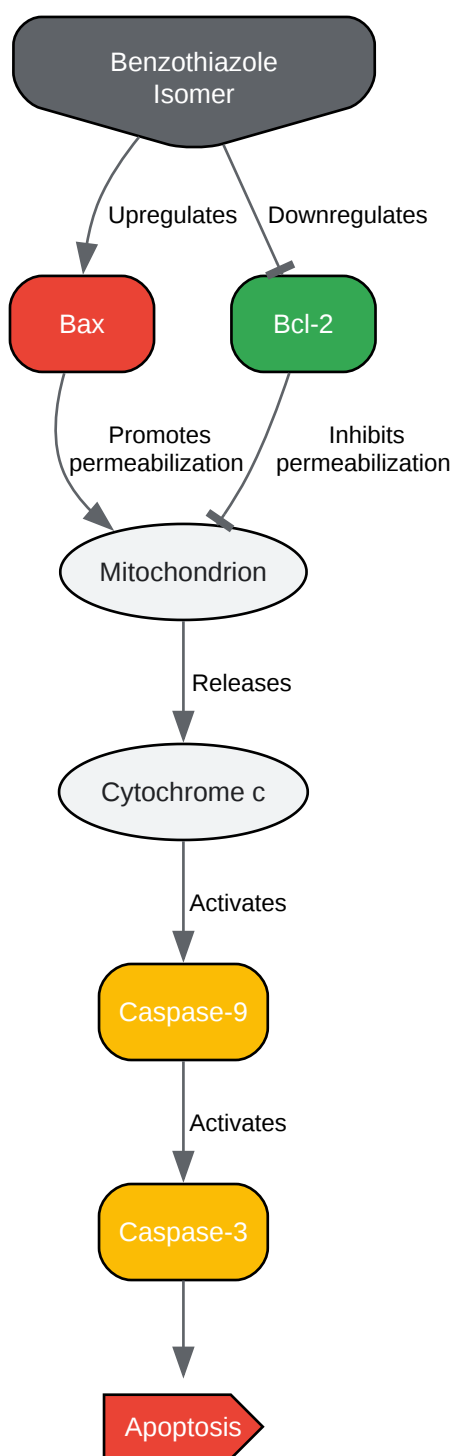 Benzothiazole
Isomer
Upregulates
Downregulates
Bax
Bcl-2
Promotes
permeabilization
Inhibits
permeabilization
Mitochondrion
Releases
Cytochrome c
Activates
Caspase-9
Activates
Caspase-3
Apoptosis